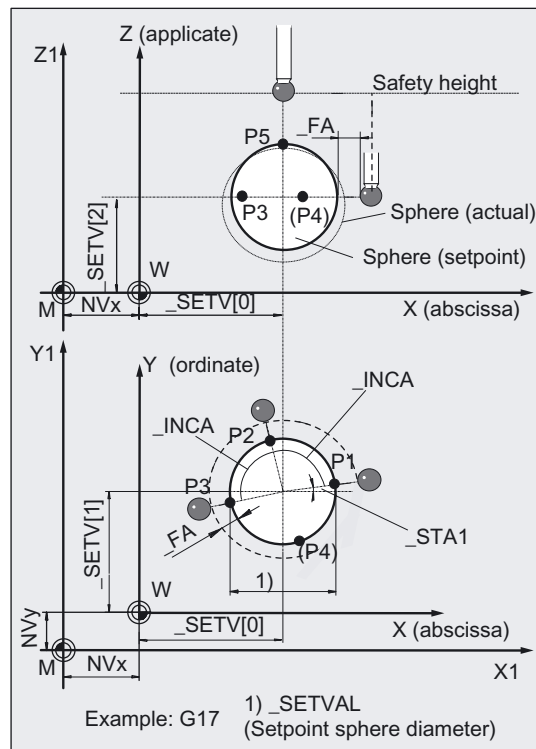 Z (applicate)
Z1
Safety height
_FA
P5
P3
(P4)
Sphere (actual)
Sphere (setpoint)
_SETV[2]
W
M
NVx
_SETV[0]
X (abscissa)
Y1
Y (ordinate)
_INCA
_INCA
P2
P1
P3
FA
(P4)
_STA1
_SETV[1]
1)
W
_SETV[0]
X (abscissa)
NVy
M
NVx
X1
Example: G17
1) _SETVAL
(Setpoint sphere diameter)